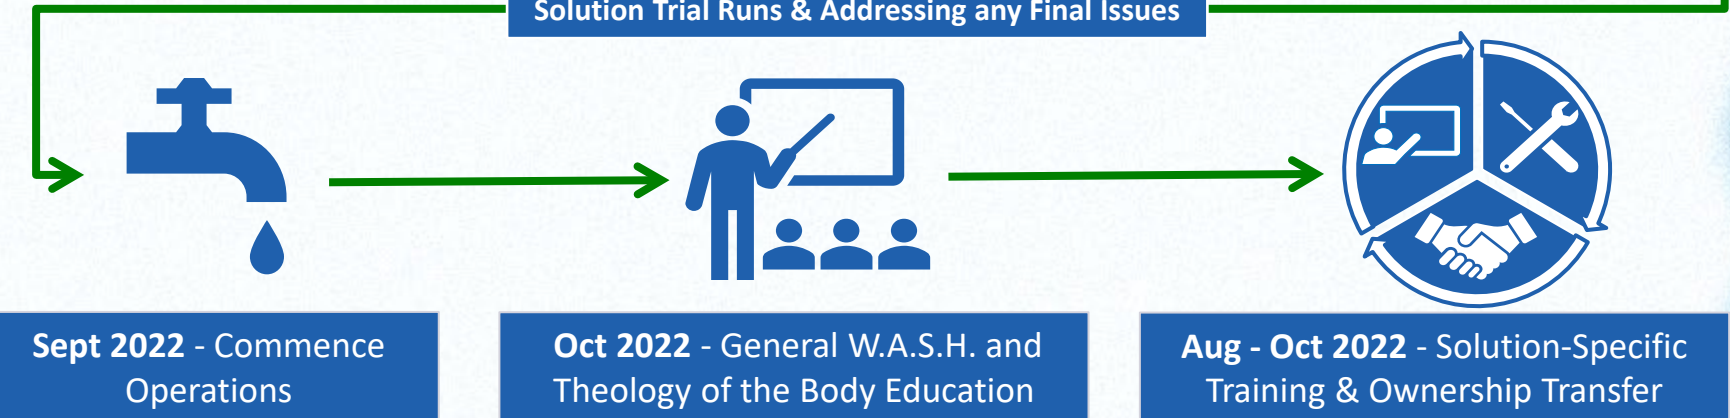 Solution Trial Runs & Addressing any Final Issues
Sept 2022 - Commence
Operations
Oct 2022 - General W.A.S.H. and
Theology of the Body Education
Aug - Oct 2022 - Solution-Specific
Training & Ownership Transfer